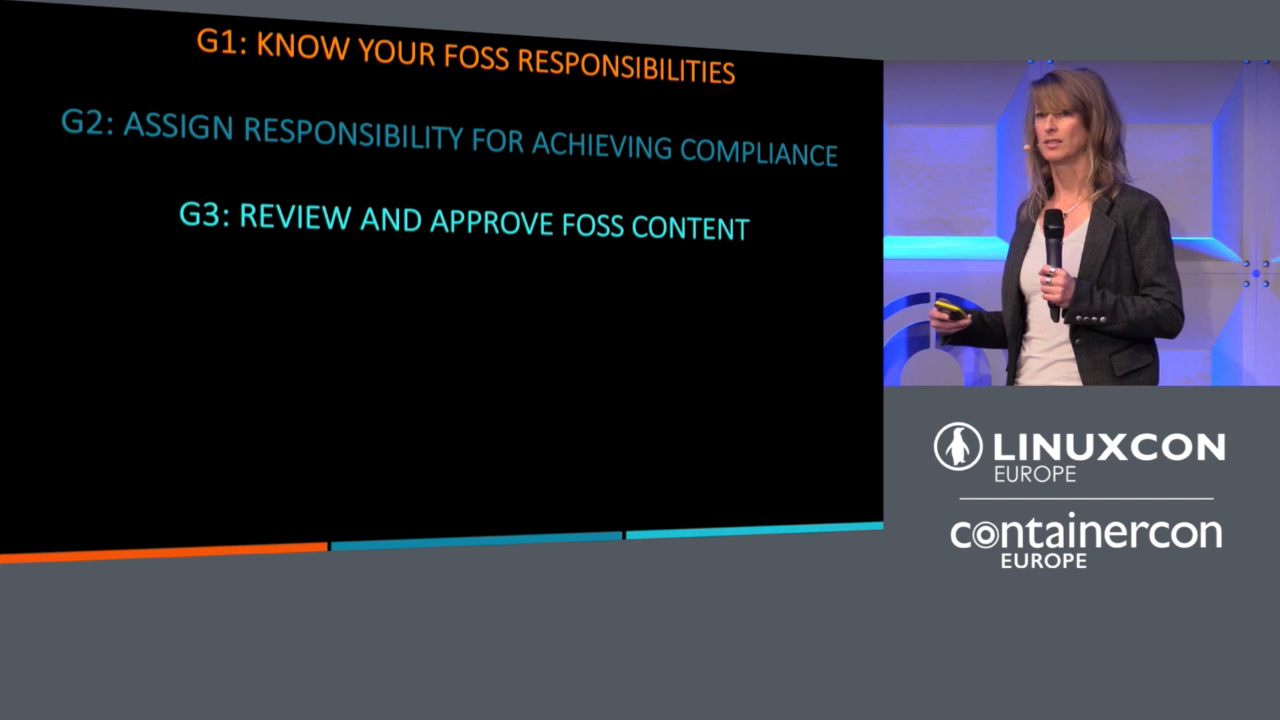 G1: KNOW YOUR FOSS RESPONSIBILITIES
G2: ASSIGN RESPONSIBILITY FOR ACHIEVING COMPLIANCE
G3: REVIEW AND APPROVE FOSS CONTENT
LINUXCON
EUROPE
containercon
EUROPE